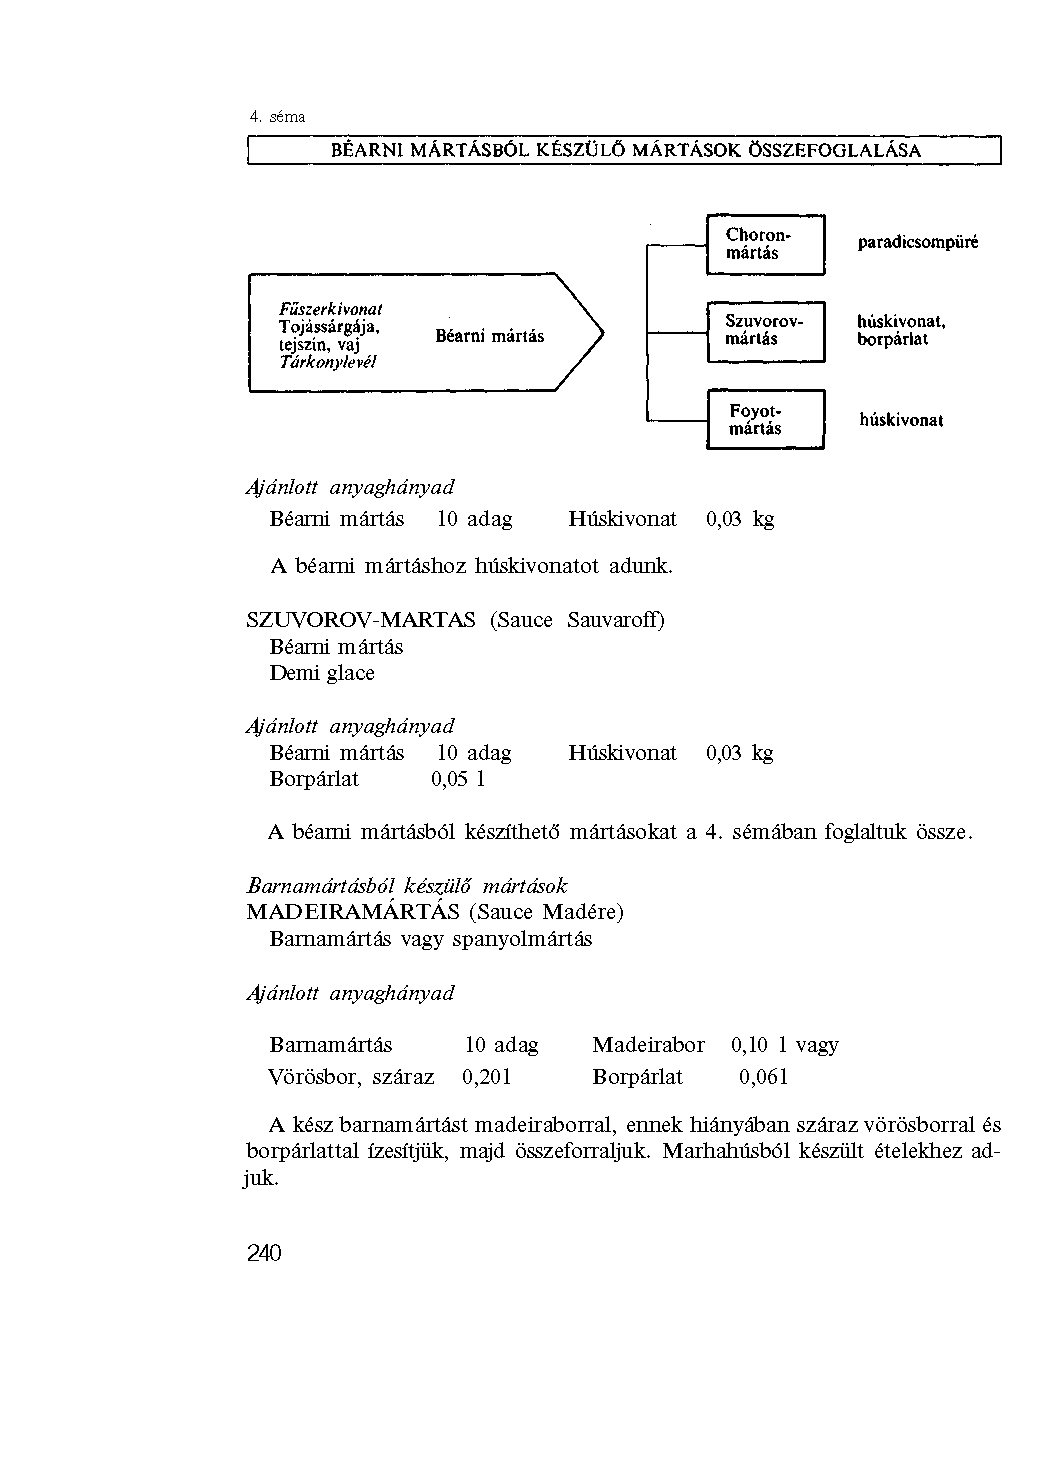 4. séma
BÉARNI MÁRTÁSBÓL KÉSZÜLŐ MÁRTÁSOK ÖSSZEFOGLALÁSA
Fűszerkivonat
Tojássárgája,
tejszín, vaj
Tárkonylevél
Béarni mártás
Choron-
mártás
paradicsompüré
Szuvorov-
mártás
húskivonat,
borpárlat
Foyot-
mártás
húskivonat
Ajánlott anyaghányad
Béarni mártás 10 adag Húskivonat 0,03 kg
A béarni mártáshoz húskivonatot adunk.
SZUVOROV-MARTAS (Sauce Sauvaroff)
Béarni mártás
Demi glace
Ajánlott anyaghányad
Béarni mártás 10 adag Húskivonat 0,03 kg
Borpárlat 0,05 l
A béarni mártásból készíthető mártásokat a 4. sémában foglaltuk össze.
Barnamártásból készülő mártások
MADEIRAMÁRTÁS (Sauce Madére)
Barnamártás vagy spanyolmártás
Ajánlott anyaghányad
Barnamártás 10 adag Madeirabor 0,10 l vagy
Vörösbor, száraz 0,201 Borpárlat 0,061
A kész barnamártást madeiraborral, ennek hiányában száraz vörösborral és
borpárlattal ízesítjük, majd összeforraljuk. Marhahúsból készült ételekhez ad-
juk.
240